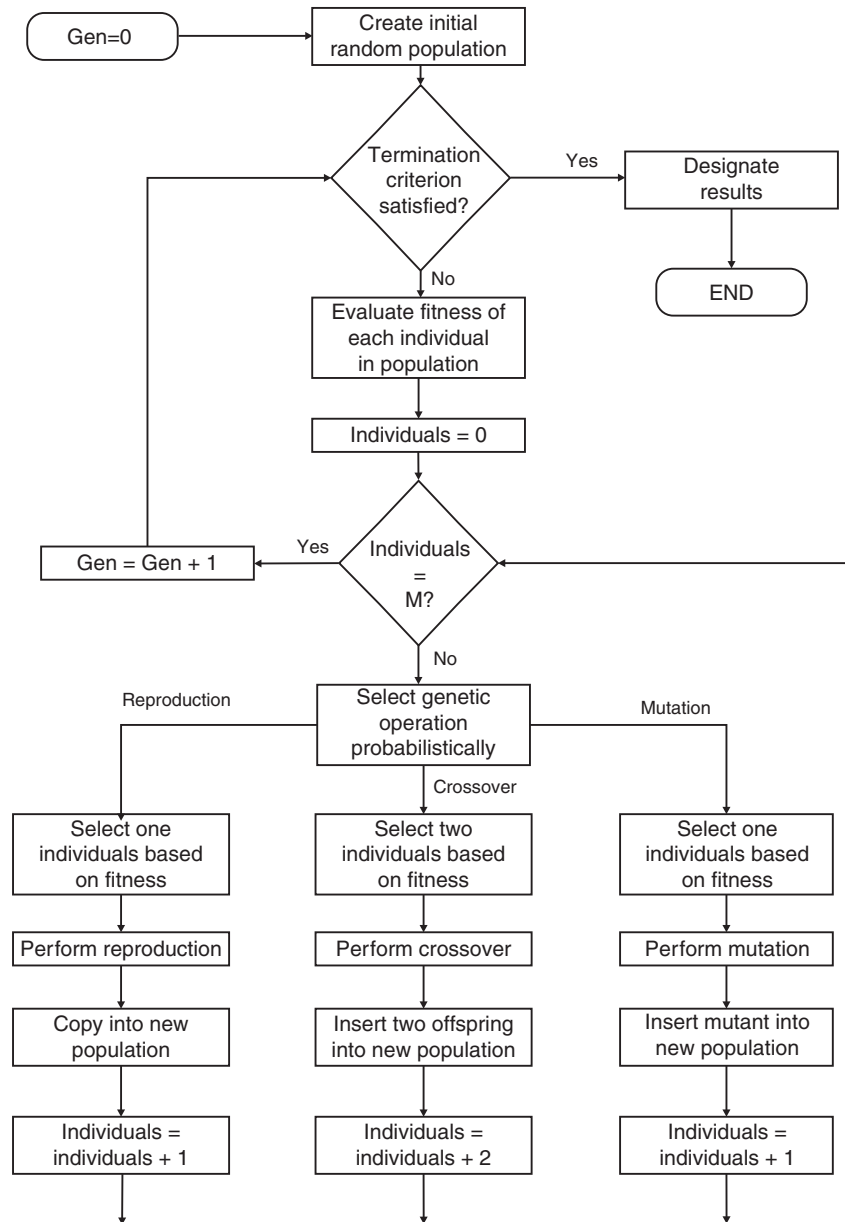 Gen=0
Create initial
random population
Termination
criterion
satisfied?
Yes
Designate
results
END
No
Evaluate fitness of
each individual
in population
Individuals = 0
Individuals
=
M?
Yes
Gen = Gen + 1
No
Select genetic
operation
probabilistically
Reproduction
Mutation
Crossover
Select one
individuals based
on fitness
Select two
individuals based
on fitness
Select one
individuals based
on fitness
Perform reproduction
Perform crossover
Perform mutation
Copy into new
population
Insert two offspring
into new population
Insert mutant into
new population
Individuals =
individuals + 1
Individuals =
individuals + 2
Individuals =
individuals + 1